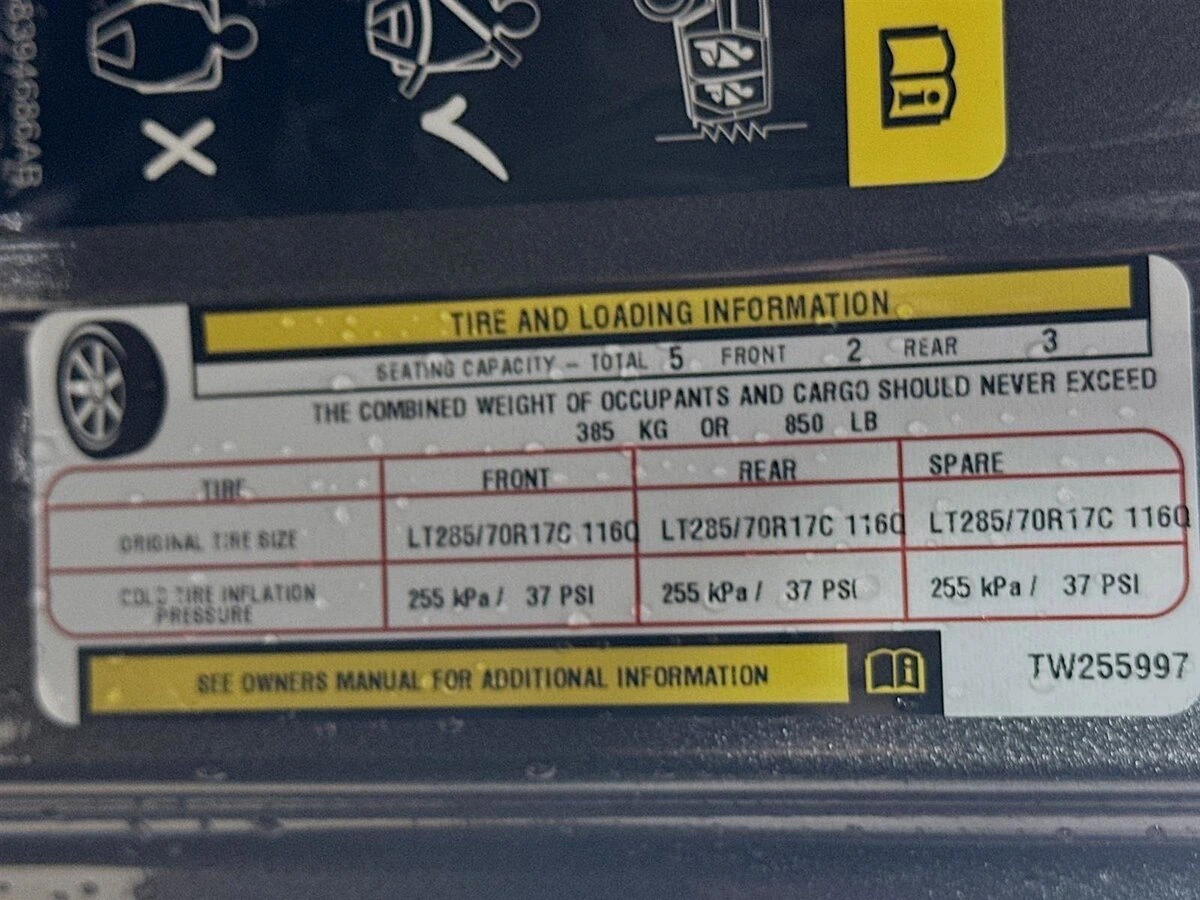 TIRE AND LOADING INFORMATION
SEATING CAPACITY – TOTAL 5 FRONT 2 REAR 3
THE COMBINED WEIGHT OF OCCUPANTS AND CARGO SHOULD NEVER EXCEED
385 KG OR 850 LB
TIRE FRONT REAR SPARE
ORIGINAL TIRE SIZE LT285/70R17C 116Q LT285/70R17C 116Q LT285/70R17C 116Q
COLD TIRE INFLATION PRESSURE 255 kPa / 37 PSI 255 kPa / 37 PSI 255 kPa / 37 PSI
SEE OWNERS MANUAL FOR ADDITIONAL INFORMATION
TW255997